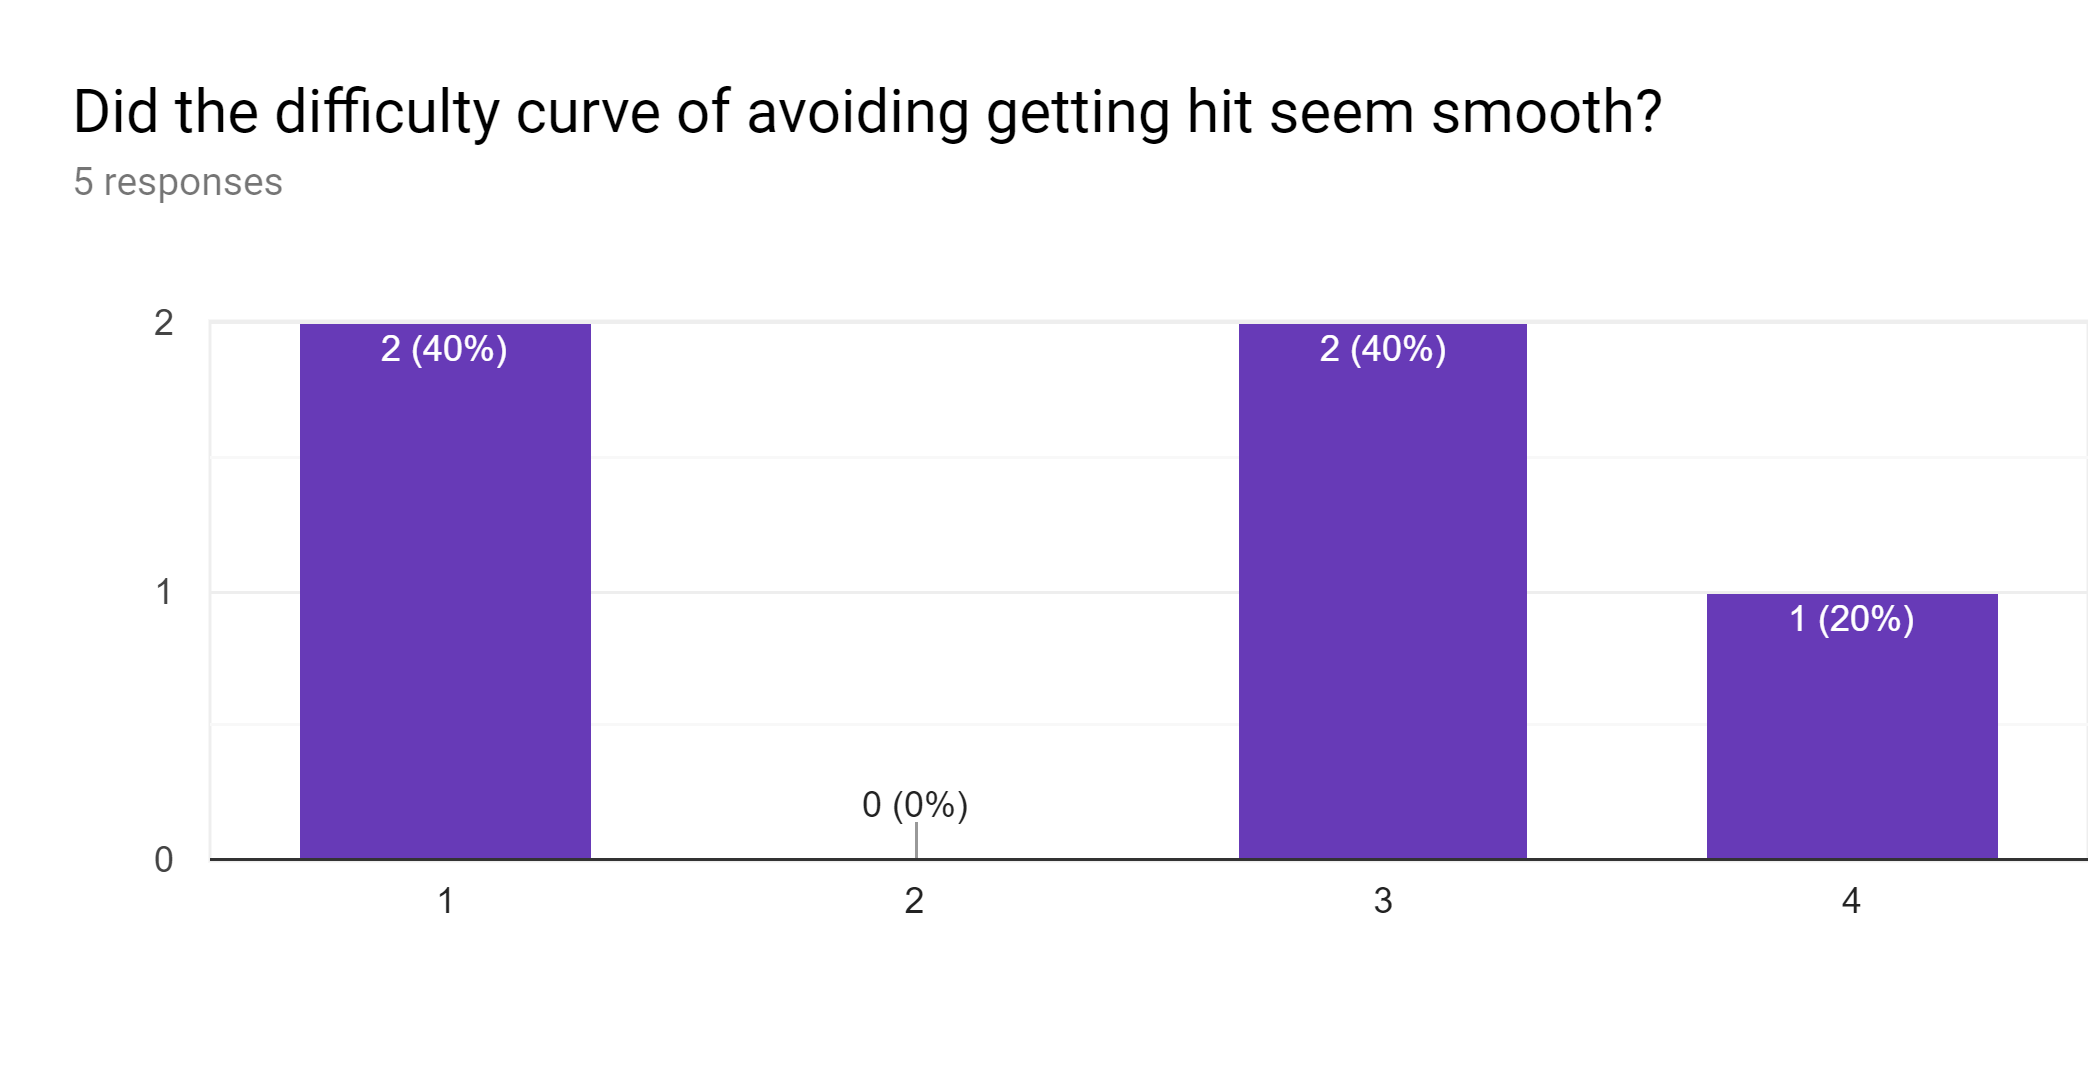 Did the difficulty curve of avoiding getting hit seem smooth?
5 responses
2
2 (40%)
2 (40%)
1
1 (20%)
0 (0%)
0
1 2 3 4